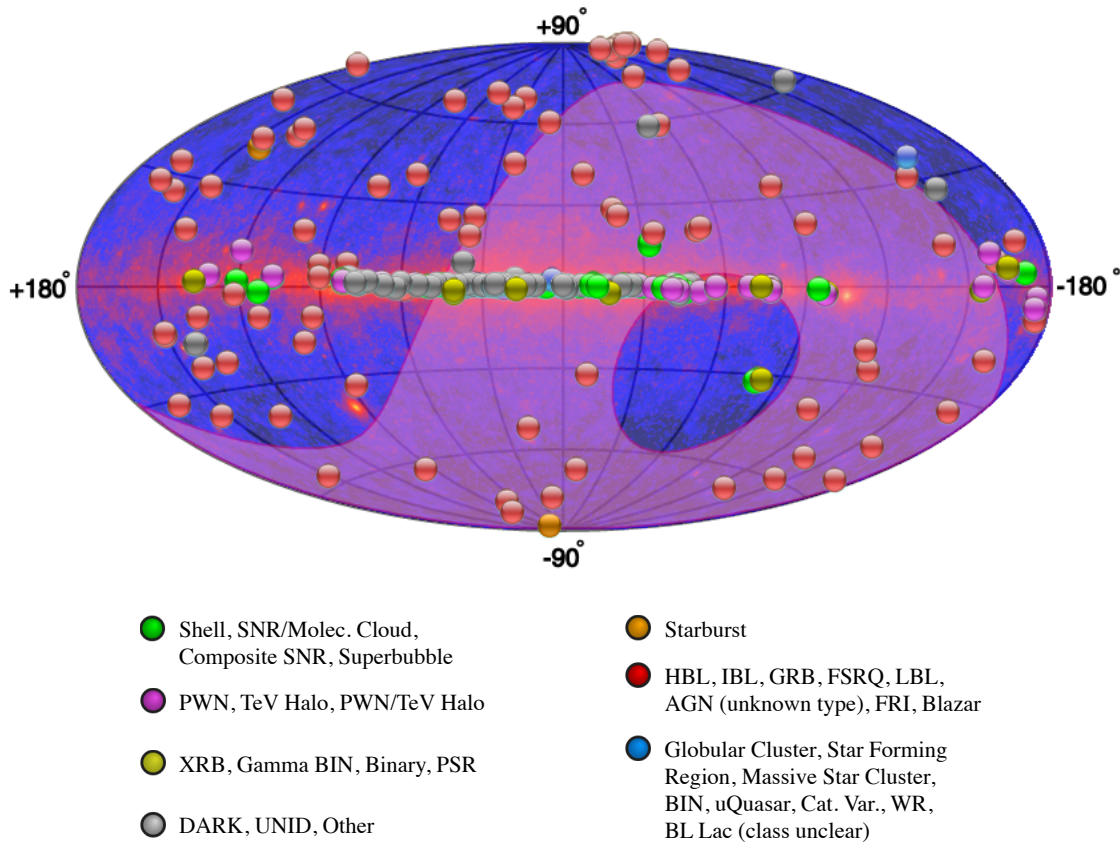 +90°
+180°
-180°
-90°
Shell, SNR/Molec. Cloud,
Composite SNR, Superbubble
PWN, TeV Halo, PWN/TeV Halo
XRB, Gamma BIN, Binary, PSR
DARK, UNID, Other
Starburst
HBL, IBL, GRB, FSRQ, LBL,
AGN (unknown type), FRI, Blazar
Globular Cluster, Star Forming
Region, Massive Star Cluster,
BIN, uQuasar, Cat. Var., WR,
BL Lac (class unclear)